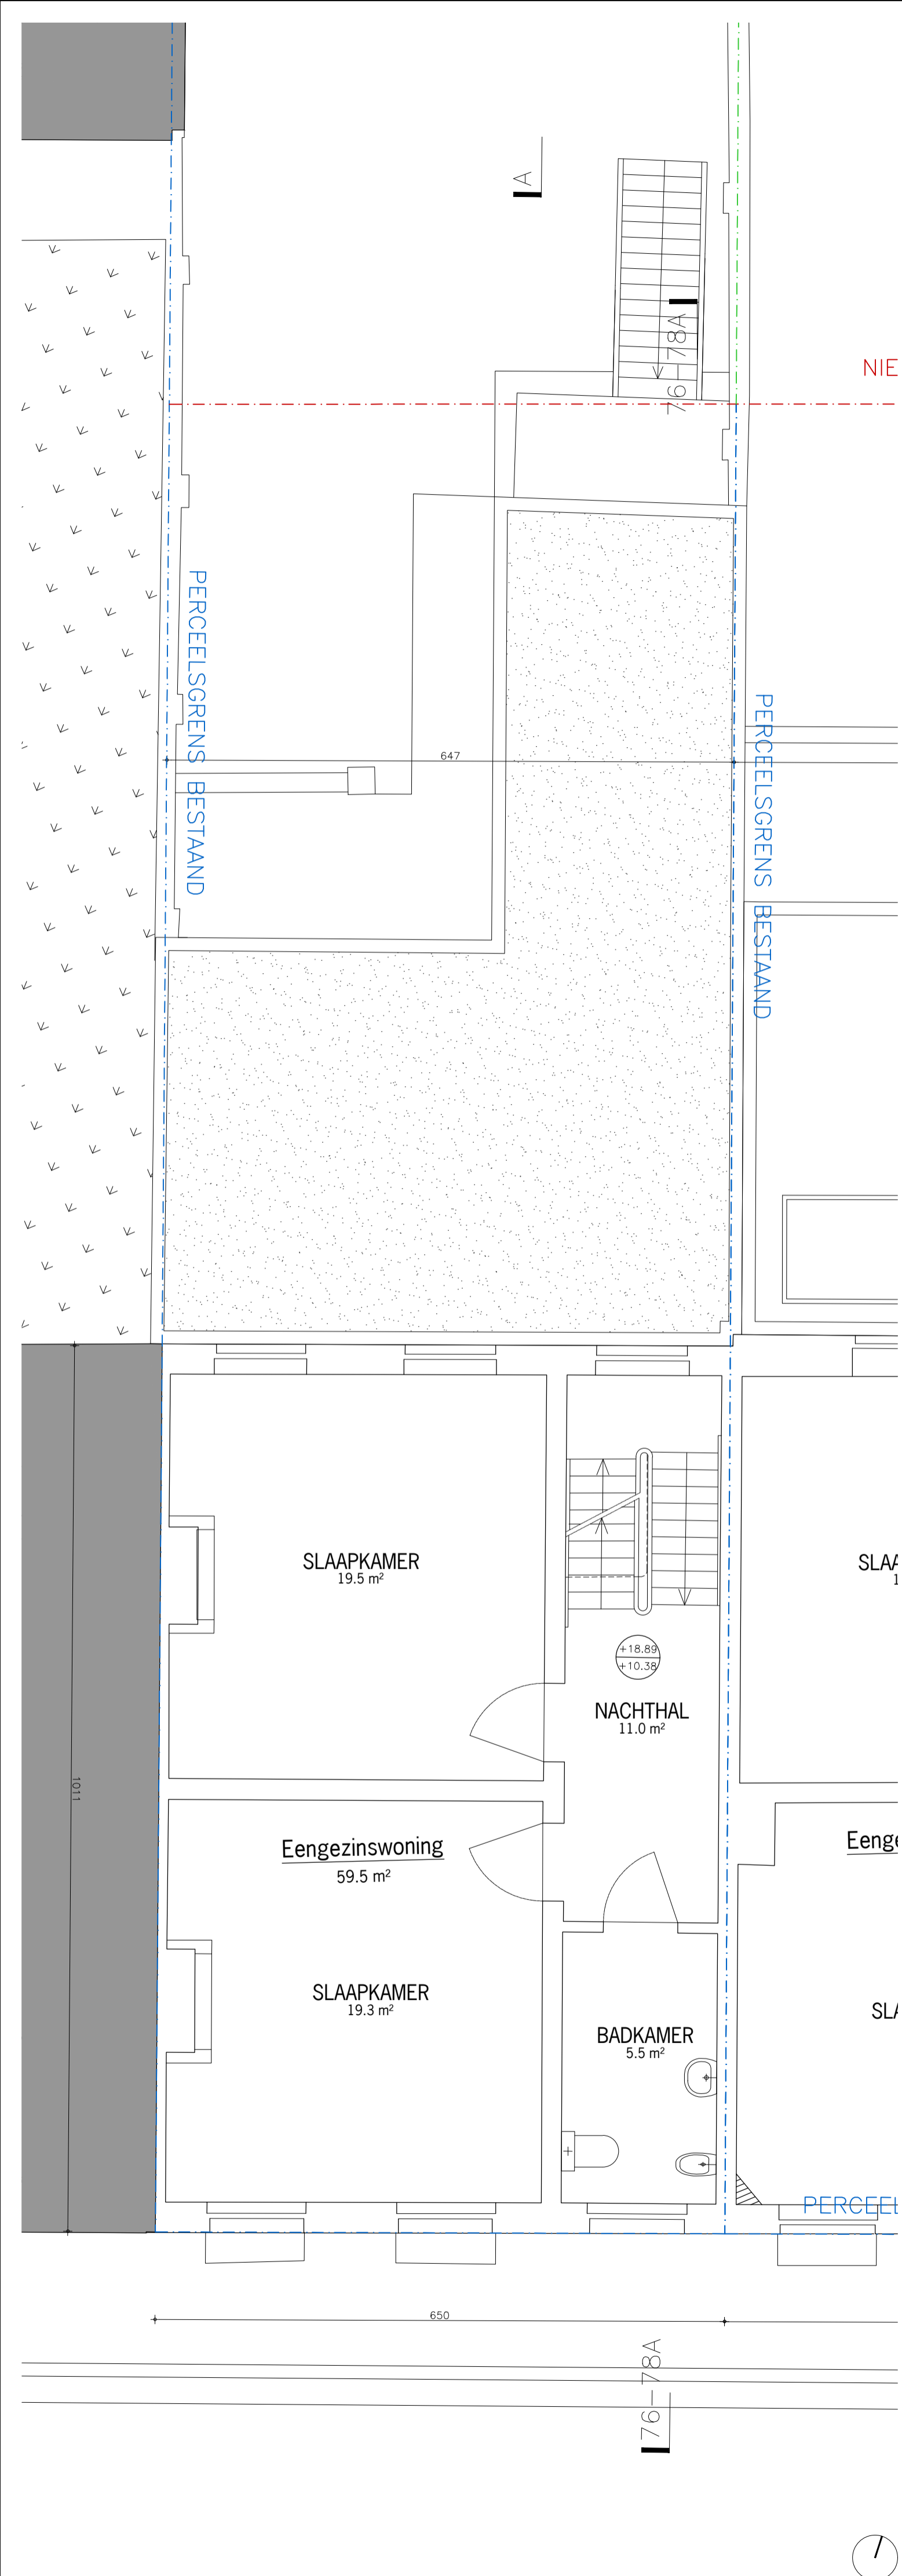 A
76-78A
NIE
PERCEELSGRENS BESTAAND
PERCEELSGRENS BESTAAND
647
SLAAPKAMER
19.5 m²
SLAA
1
+18.89
+10.38
NACHTHAL
11.0 m²
1011
Eengezinswoning
59.5 m²
Eenge
SLAAPKAMER
19.3 m²
SLA
BADKAMER
5.5 m²
PERCEEL
650
76-78A